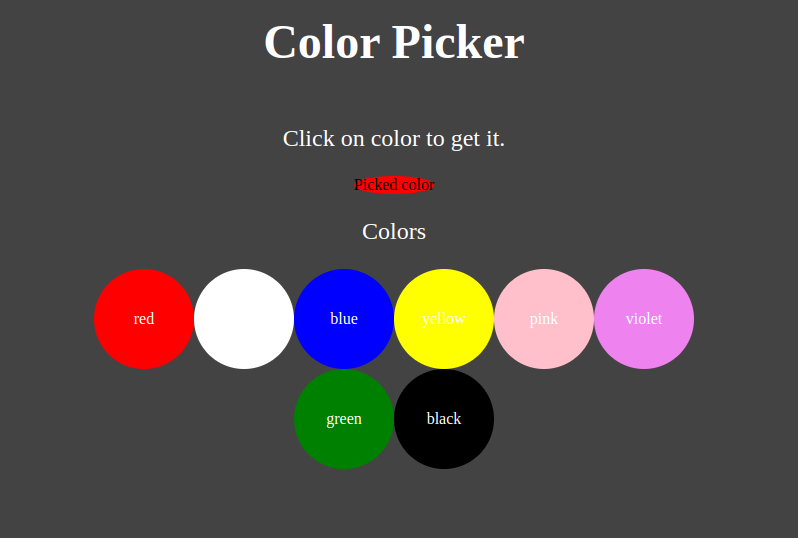 Color Picker
Click on color to get it.
Picked color
Colors
red
blue
yellow
pink
violet
green
black